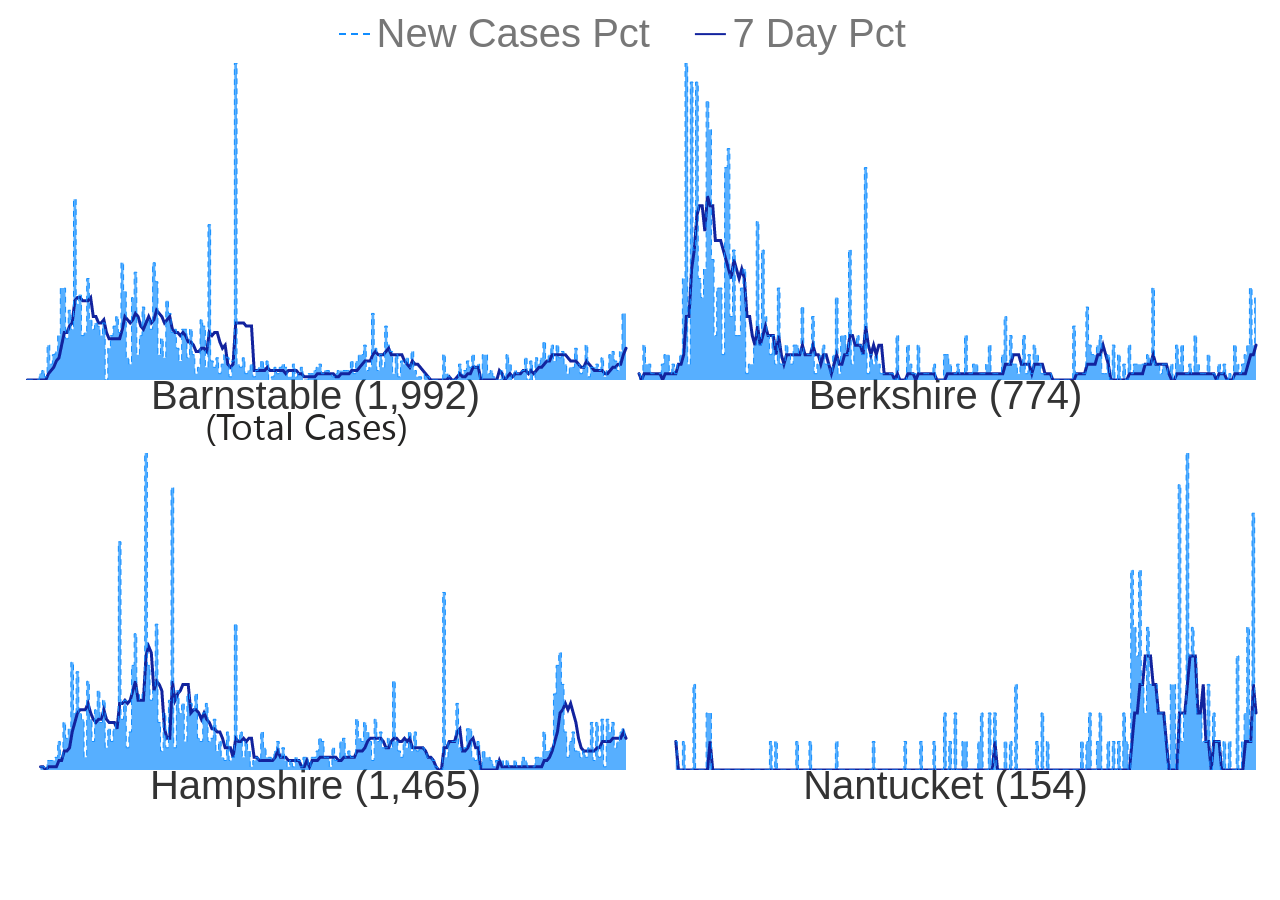 New Cases Pct 7 Day Pct
Barnstable (1,992) Berkshire (774)
(Total Cases)
Hampshire (1,465) Nantucket (154)